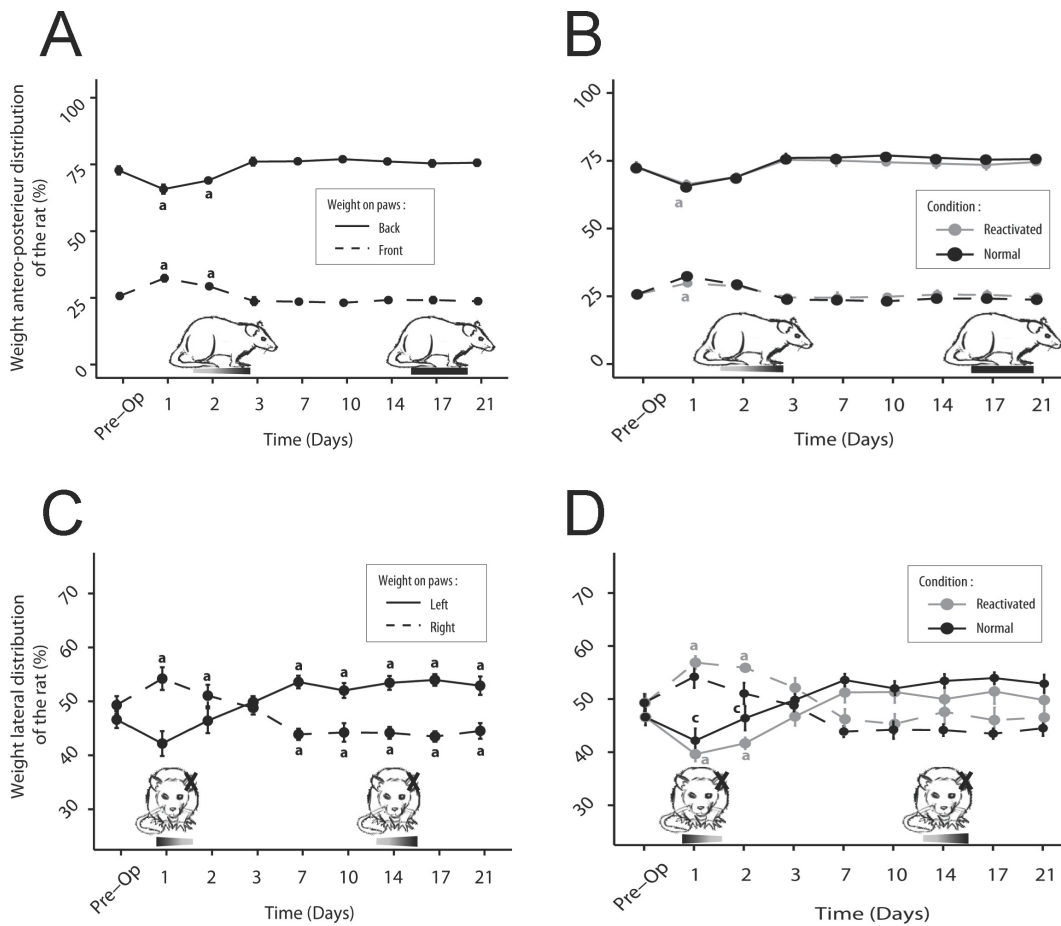 A
Weight antero-posterieur distribution
of the rat (%)
100
75
50
25
0
a
a
a
a
Weight on paws :
Back
Front
Pre–Op
1
2
3
7
10
14
17
21
Time (Days)
B
100
75
50
25
0
a
a
Condition :
Reactivated
Normal
Pre–Op
1
2
3
7
10
14
17
21
Time (Days)
C
Weight lateral distribution
of the rat (%)
70
60
50
40
30
Weight on paws :
Left
Right
a
a
a
a
a
a
a
a
a
a
a
a
X
X
Pre–Op
1
2
3
7
10
14
17
21
Time (Days)
D
70
60
50
40
30
Condition :
Reactivated
Normal
a
a
c
c
a
a
X
X
Pre–Op
1
2
3
7
10
14
17
21
Time (Days)